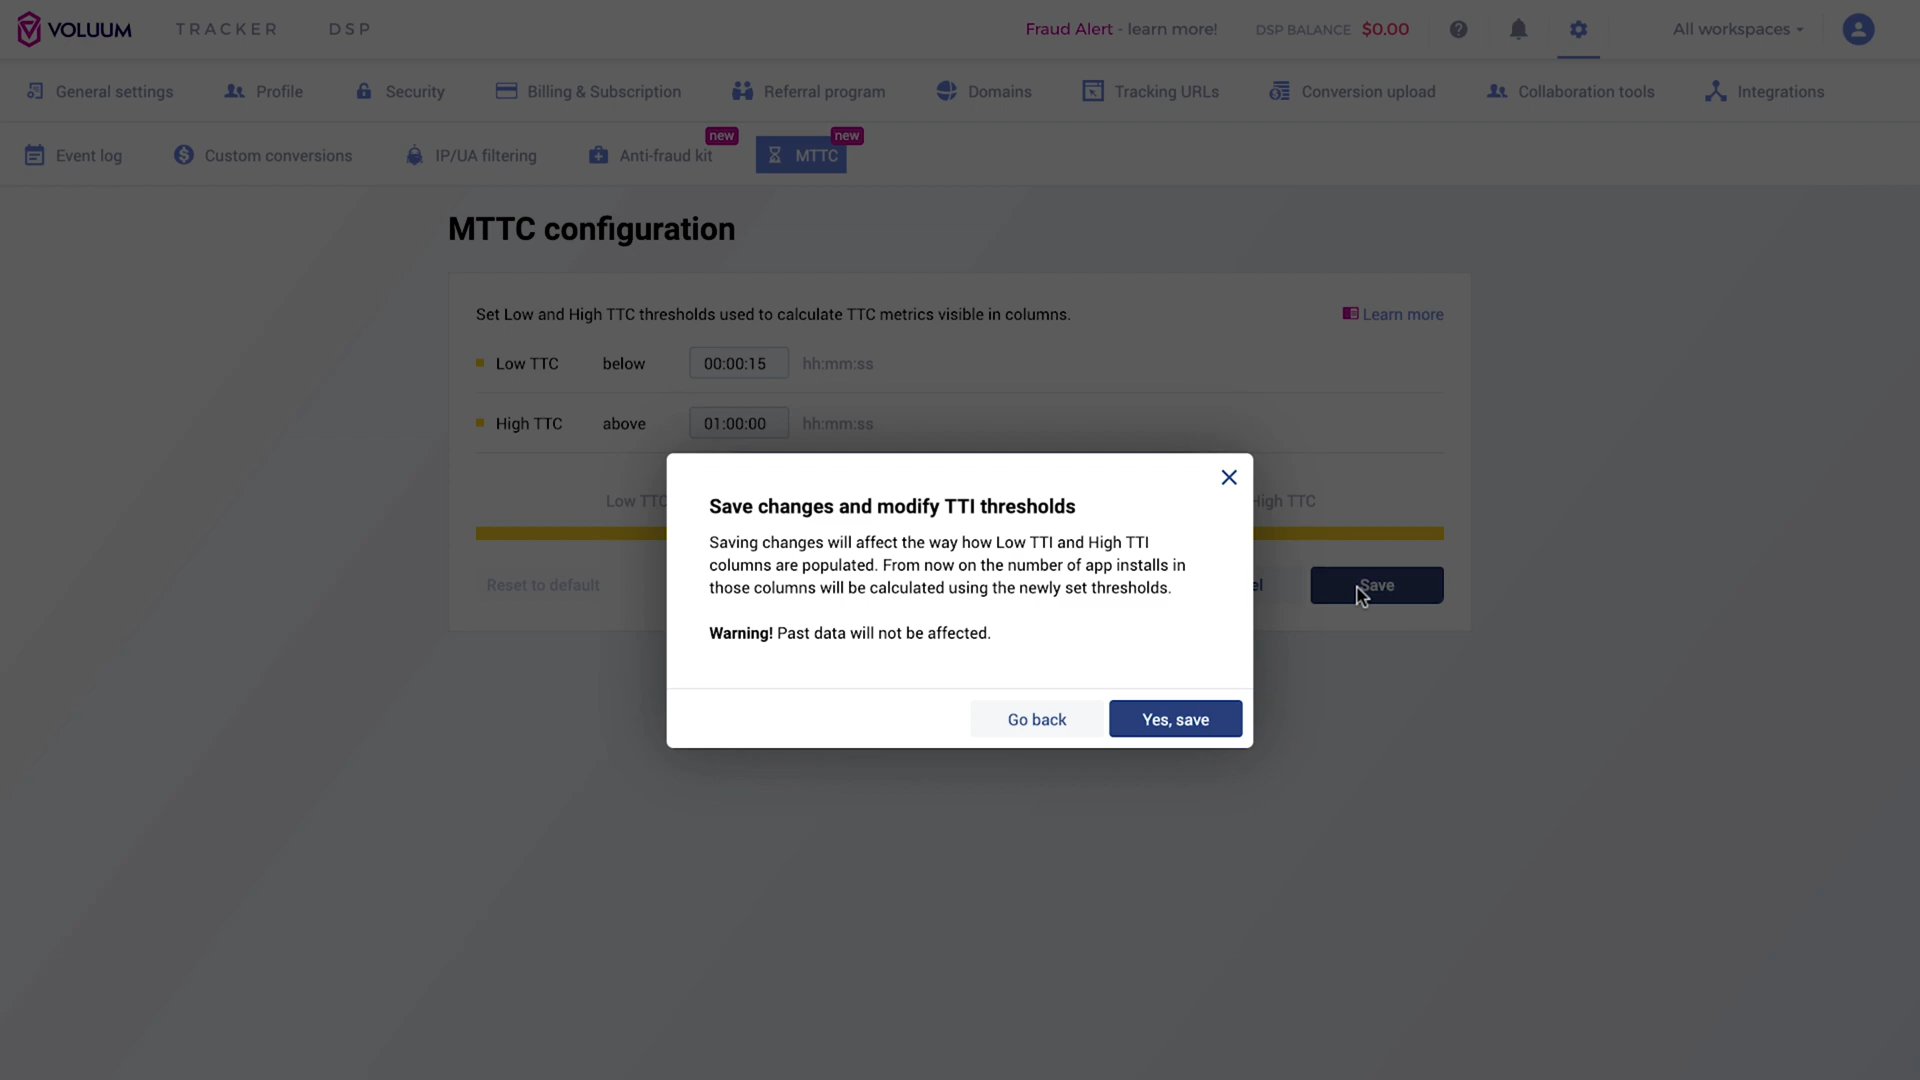 VOLUUM TRACKER DSP Fraud Alert - learn more! DSP BALANCE $0.00 All workspaces
General settings Profile Security Billing & Subscription Referral program Domains Tracking URLs Conversion upload Collaboration tools Integrations
new new
Event log Custom conversions IP/UA filtering Anti-fraud kit MTTC
MTTC configuration
Set Low and High TTC thresholds used to calculate TTC metrics visible in columns. Learn more
Low TTC below 00:00:15 hh:mm:ss
High TTC above 01:00:00 hh:mm:ss
Low TTC High TTC
Save changes and modify TTI thresholds
Saving changes will affect the way how Low TTI and High TTI
columns are populated. From now on the number of app installs in
those columns will be calculated using the newly set thresholds.
Reset to default el Save
Warning! Past data will not be affected.
Go back Yes, save